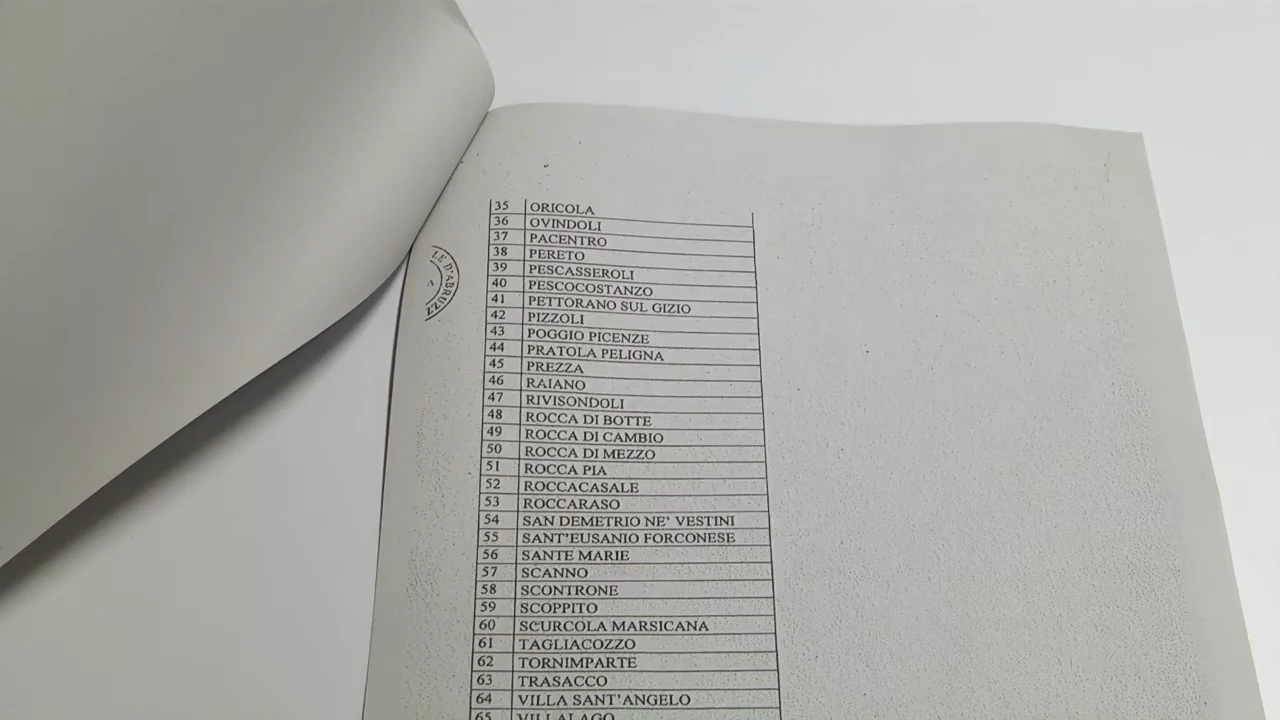 35 ORICOLA
36 OVINDOLI
37 PACENTRO
38 PERETO
39 PESCASSEROLI
40 PESCOCOSTANZO
41 PETTORANO SUL GIZIO
42 PIZZOLI
43 POGGIO PICENZE
44 PRATOLA PELIGNA
45 PREZZA
46 RAIANO
47 RIVISONDOLI
48 ROCCA DI BOTTE
49 ROCCA DI CAMBIO
50 ROCCA DI MEZZO
51 ROCCA PIA
52 ROCCACASALE
53 ROCCARASO
54 SAN DEMETRIO NE' VESTINI
55 SANT'EUSANIO FORCONESE
56 SANTE MARIE
57 SCANNO
58 SCONTRONE
59 SCOPPITO
60 SCURCOLA MARSICANA
61 TAGLIACOZZO
62 TORNIMPARTE
63 TRASACCO
64 VILLA SANT'ANGELO
65 VILLALAGO
LE D'ABRUZZ